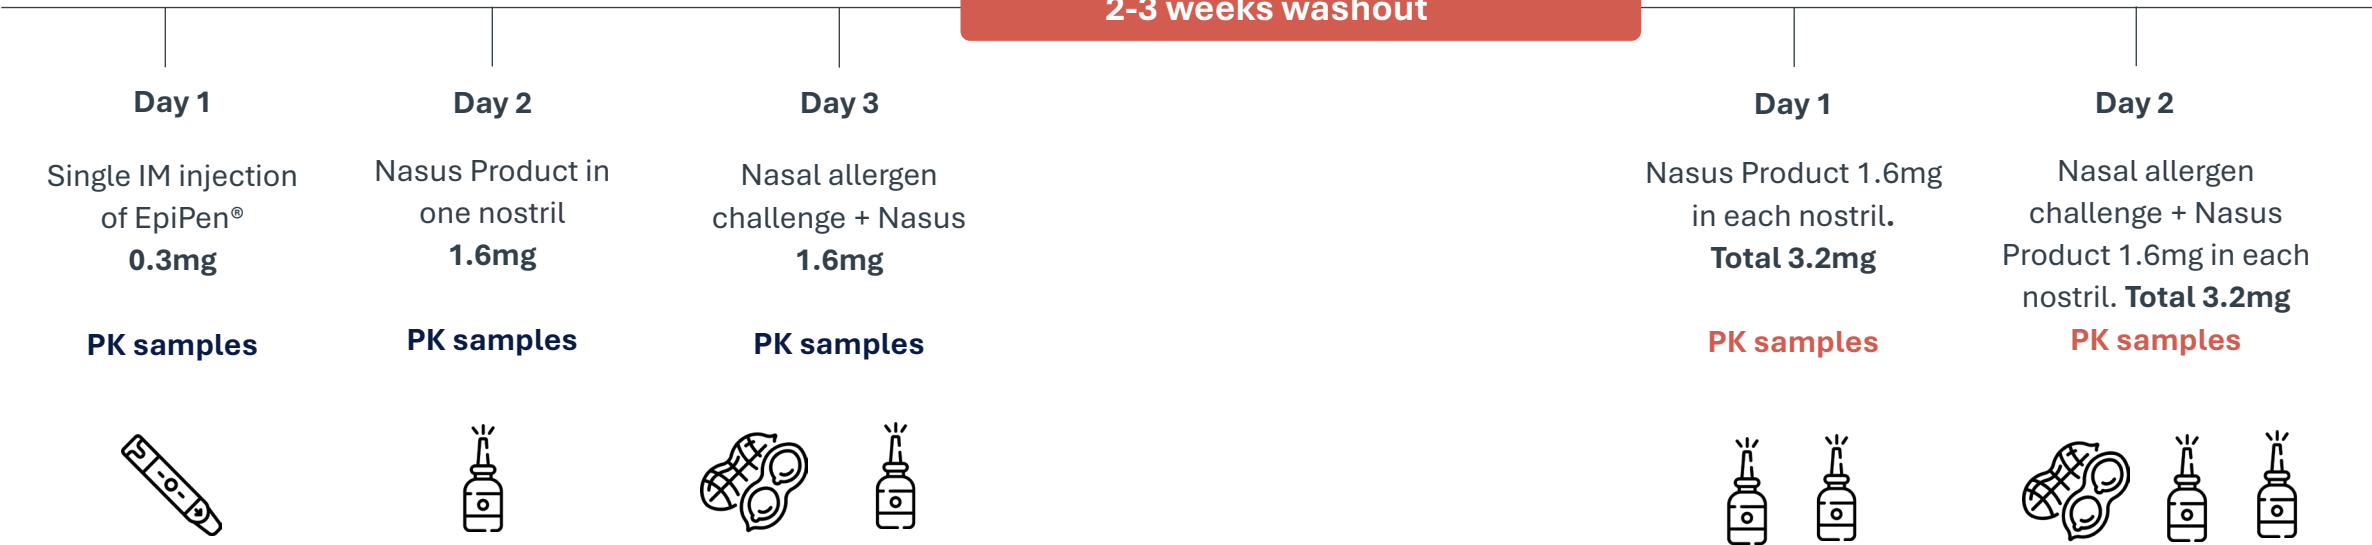 2-3 weeks washout
Day 1
Single IM injection
of EpiPen®
0.3mg
PK samples
Day 2
Nasus Product in
one nostril
1.6mg
PK samples
Day 3
Nasal allergen
challenge + Nasus
1.6mg
PK samples
Day 1
Nasus Product 1.6mg
in each nostril.
Total 3.2mg
PK samples
Day 2
Nasal allergen
challenge + Nasus
Product 1.6mg in each
nostril. Total 3.2mg
PK samples